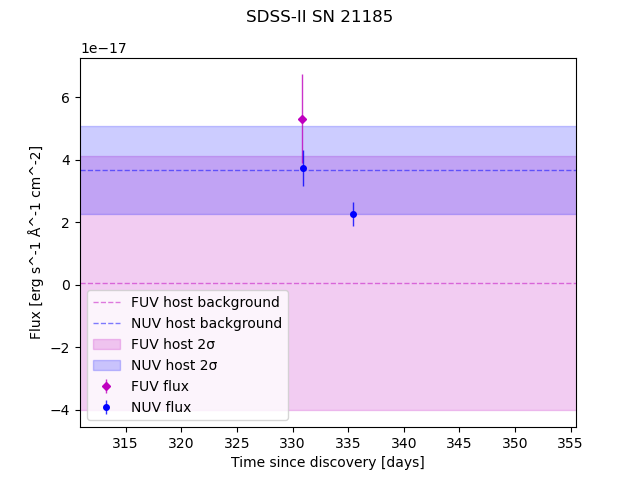 SDSS-II SN 21185
1e−17
6
4
2
0
−2
−4
Flux [erg s^-1 Å^-1 cm^-2]
FUV host background
NUV host background
FUV host 2σ
NUV host 2σ
FUV flux
NUV flux
315 320 325 330 335 340 345 350 355
Time since discovery [days]